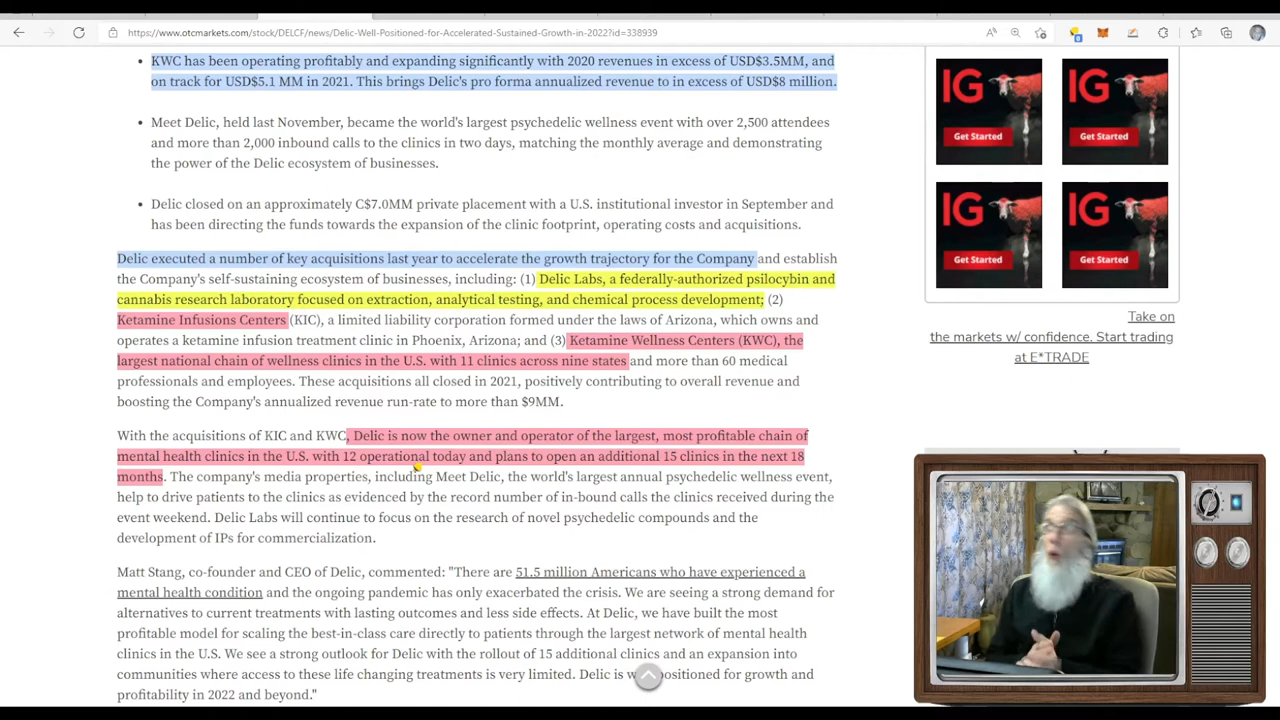 https://www.otcmarkets.com/stock/DELCF/news/Delic-Well-Positioned-for-Accelerated-Sustained-Growth-in-2022?id=338939
KWC has been operating profitably and expanding significantly with 2020 revenues in excess of USD$3.5MM, and
on track for USD$5.1 MM in 2021. This brings Delic's pro forma annualized revenue to in excess of USD$8 million.
Meet Delic, held last November, became the world's largest psychedelic wellness event with over 2,500 attendees
and more than 2,000 inbound calls to the clinics in two days, matching the monthly average and demonstrating
the power of the Delic ecosystem of businesses.
Delic closed on an approximately C$7.0MM private placement with a U.S. institutional investor in September and
has been directing the funds towards the expansion of the clinic footprint, operating costs and acquisitions.
Delic executed a number of key acquisitions last year to accelerate the growth trajectory for the Company and establish
the Company's self-sustaining ecosystem of businesses, including: (1) Delic Labs, a federally-authorized psilocybin and
cannabis research laboratory focused on extraction, analytical testing, and chemical process development; (2)
Ketamine Infusions Centers (KIC), a limited liability corporation formed under the laws of Arizona, which owns and
operates a ketamine infusion treatment clinic in Phoenix, Arizona; and (3) Ketamine Wellness Centers (KWC), the
largest national chain of wellness clinics in the U.S. with 11 clinics across nine states and more than 60 medical
professionals and employees. These acquisitions all closed in 2021, positively contributing to overall revenue and
boosting the Company's annualized revenue run-rate to more than $9MM.
With the acquisitions of KIC and KWC, Delic is now the owner and operator of the largest, most profitable chain of
mental health clinics in the U.S. with 12 operational today and plans to open an additional 15 clinics in the next 18
months. The company's media properties, including Meet Delic, the world's largest annual psychedelic wellness event,
help to drive patients to the clinics as evidenced by the record number of in-bound calls the clinics received during the
event weekend. Delic Labs will continue to focus on the research of novel psychedelic compounds and the
development of IPs for commercialization.
Matt Stang, co-founder and CEO of Delic, commented: "There are 51.5 million Americans who have experienced a
mental health condition and the ongoing pandemic has only exacerbated the crisis. We are seeing a strong demand for
alternatives to current treatments with lasting outcomes and less side effects. At Delic, we have built the most
profitable model for scaling the best-in-class care directly to patients through the largest network of mental health
clinics in the U.S. We see a strong outlook for Delic with the rollout of 15 additional clinics and an expansion into
communities where access to these life changing treatments is very limited. Delic is w positioned for growth and
profitability in 2022 and beyond."
IG
IG
Get Started
Get Started
IG
IG
Get Started
Get Started
Take on
the markets w/ confidence. Start trading
at E*TRADE